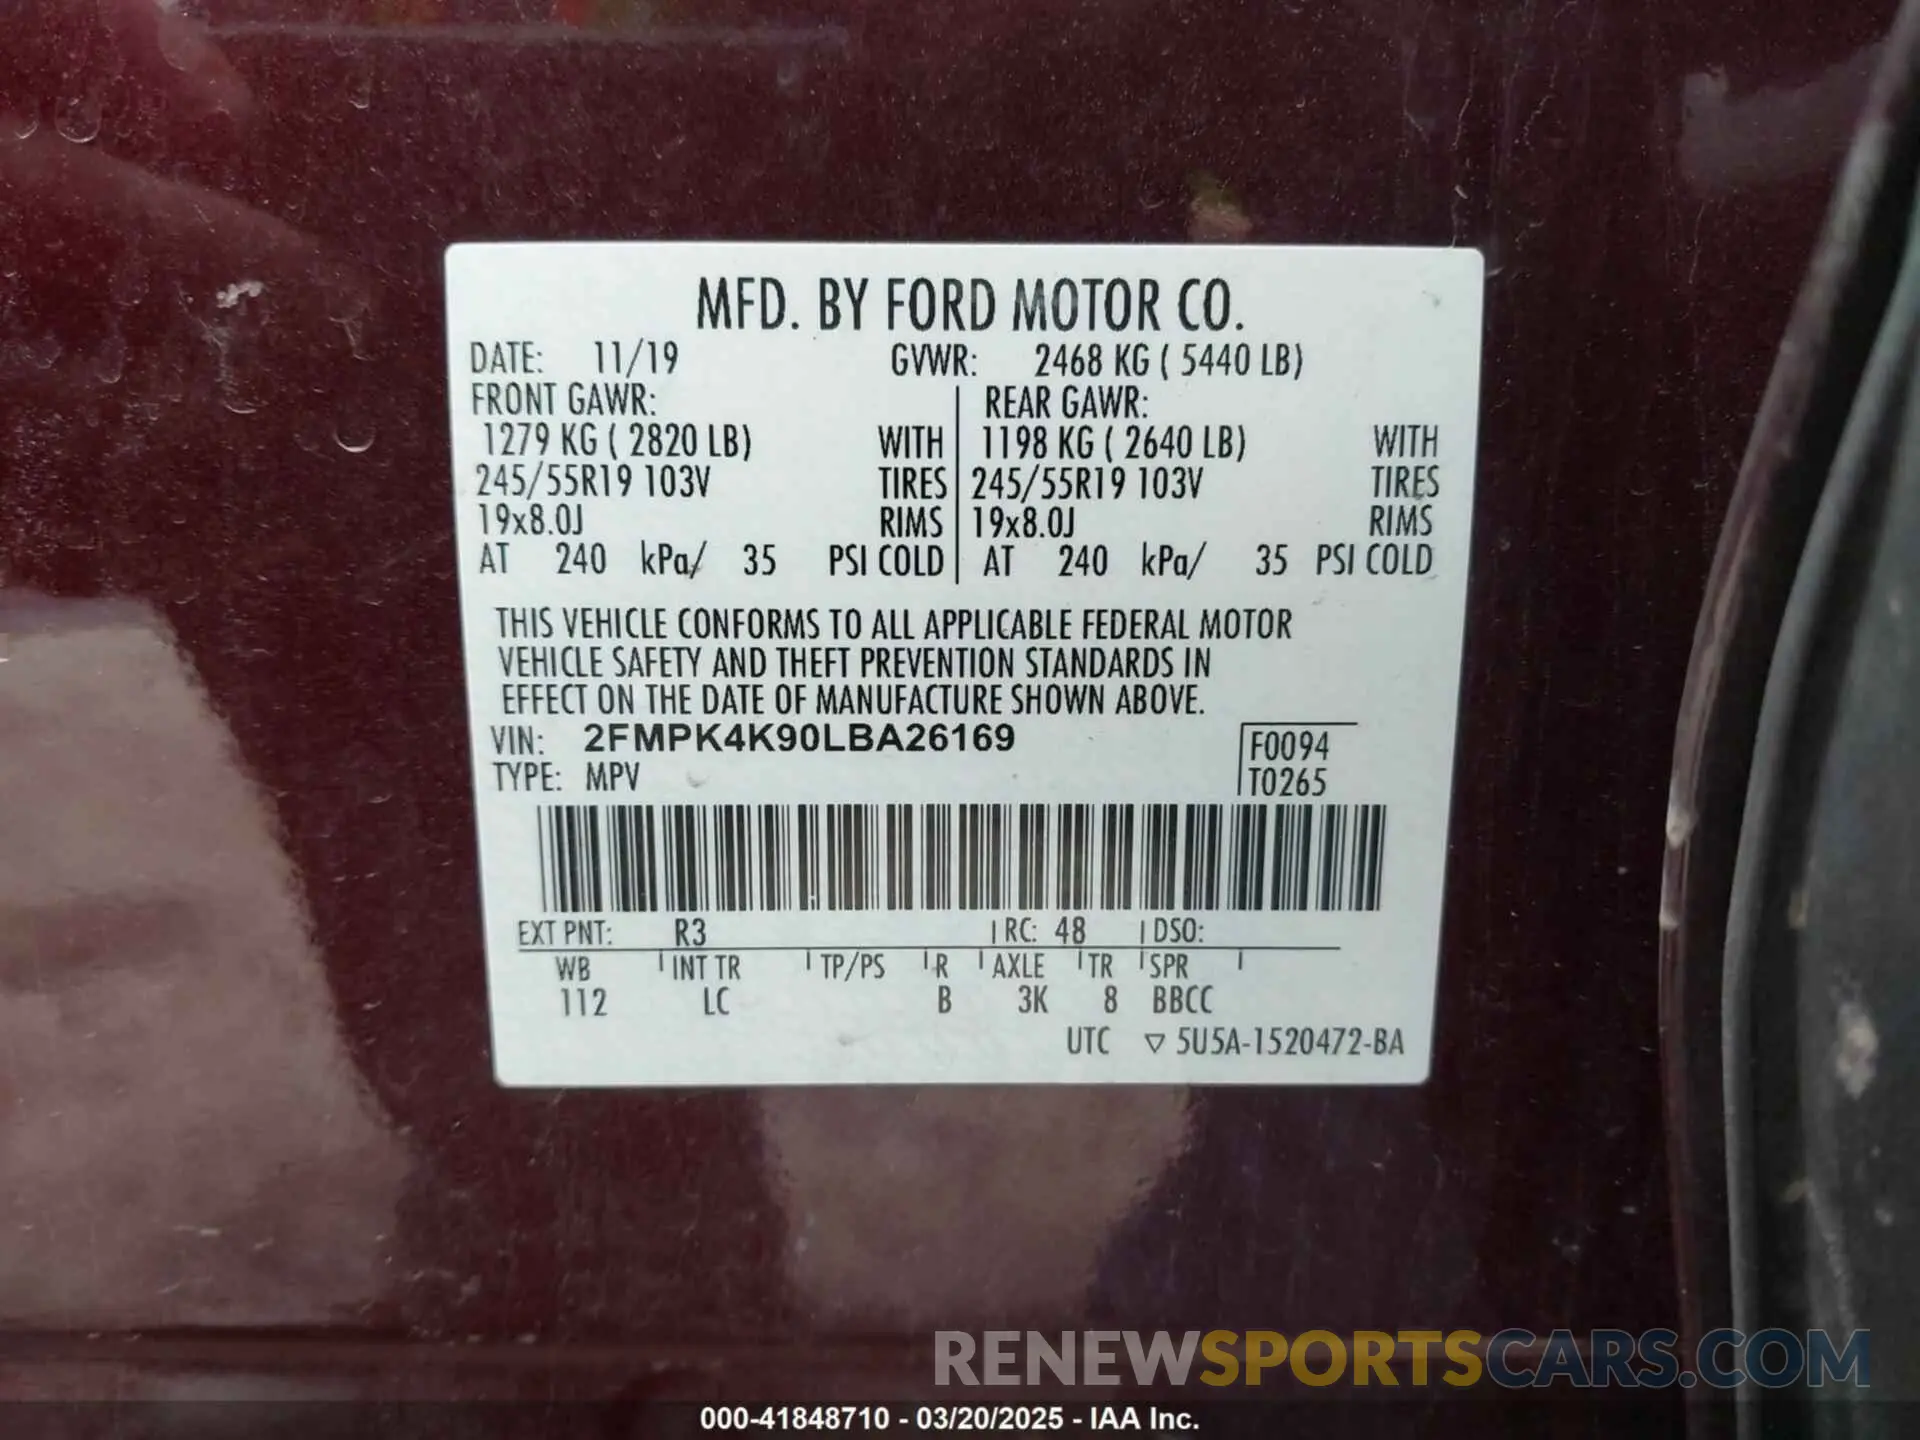 MFD. BY FORD MOTOR CO.
DATE: 11/19 GVWR: 2468 KG ( 5440 LB)
FRONT GAWR: REAR GAWR:
1279 KG ( 2820 LB) WITH 1198 KG ( 2640 LB) WITH
245/55R19 103V TIRES 245/55R19 103V TIRES
19x8.0J RIMS 19x8.0J RIMS
AT 240 kPa/ 35 PSI COLD AT 240 kPa/ 35 PSI COLD
THIS VEHICLE CONFORMS TO ALL APPLICABLE FEDERAL MOTOR
VEHICLE SAFETY AND THEFT PREVENTION STANDARDS IN
EFFECT ON THE DATE OF MANUFACTURE SHOWN ABOVE.
VIN: 2FMPK4K90LBA26169 F0094
TYPE: MPV T0265
EXT PNT: R3 RC: 48 DSO:
WB INT TR TP/PS R AXLE TR SPR
112 LC B 3K 8 BBCC
UTC ▽ 5U5A-1520472-BA
RENEWSPORTSCARS.COM
000-41848710 - 03/20/2025 - IAA Inc.